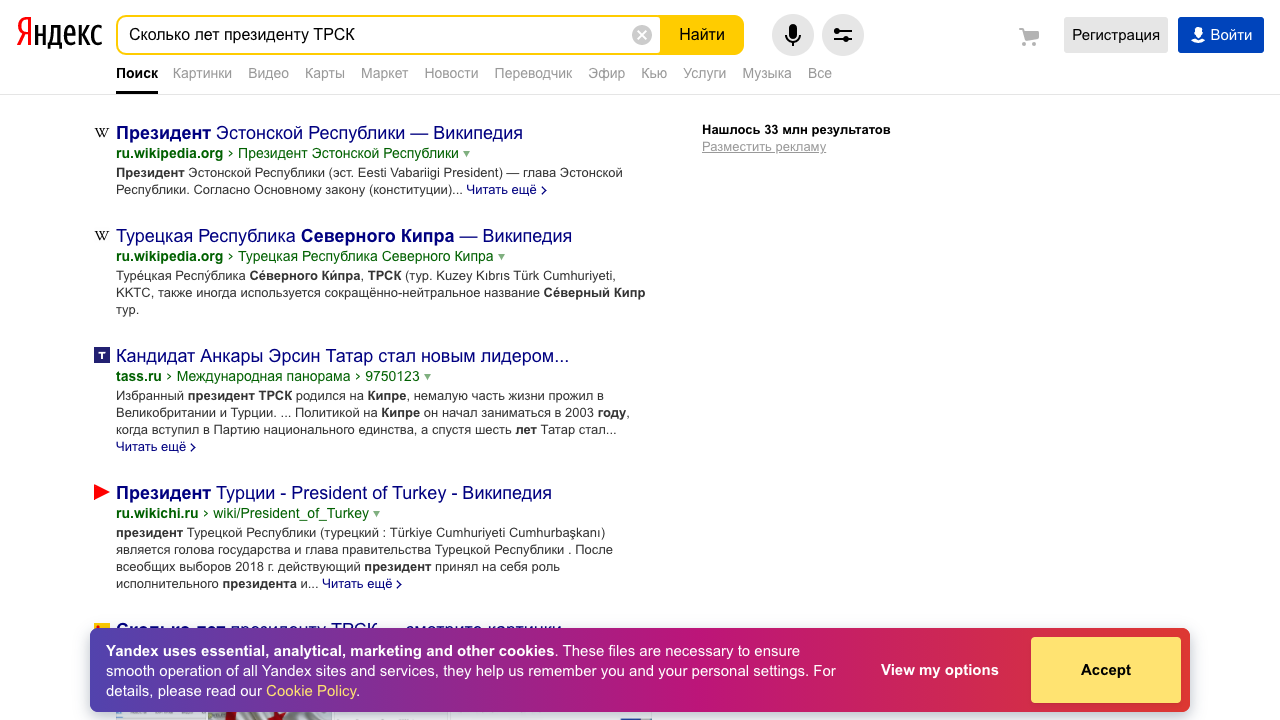 Яндекс
Сколько лет президенту ТРСК
Найти
Регистрация
Войти
Поиск Картинки Видео Карты Маркет Новости Переводчик Эфир Кью Услуги Музыка Все
Президент Эстонской Республики — Википедия
ru.wikipedia.org › Президент Эстонской Республики
Президент Эстонской Республики (эст. Eesti Vabariigi President) — глава Эстонской
Республики. Согласно Основному закону (конституции)... Читать ещё ›
Нашлось 33 млн результатов
Разместить рекламу
Турецкая Республика Северного Кипра — Википедия
ru.wikipedia.org › Турецкая Республика Северного Кипра
Туре́цкая Респу́блика Се́верного Ки́пра, ТРСК (тур. Kuzey Kıbrıs Türk Cumhuriyeti,
KKTC, также иногда используется сокращённо-нейтральное название Се́верный Кипр
тур.
Кандидат Анкары Эрсин Татар стал новым лидером...
tass.ru › Международная панорама › 9750123
Избранный президент ТРСК родился на Кипре, немалую часть жизни прожил в
Великобритании и Турции. ... Политикой на Кипре он начал заниматься в 2003 году,
когда вступил в Партию национального единства, а спустя шесть лет Татар стал...
Читать ещё ›
Президент Турции - President of Turkey - Википедия
ru.wikichi.ru › wiki/President_of_Turkey
президент Турецкой Республики (турецкий : Türkiye Cumhuriyeti Cumhurbaşkanı)
является голова государства и глава правительства Турецкой Республики . После
всеобщих выборов 2018 г. действующий президент принял на себя роль
исполнительного президента и... Читать ещё ›
Сколько лет президенту ТРСК — смотрите картинки
Yandex uses essential, analytical, marketing and other cookies. These files are necessary to ensure
smooth operation of all Yandex sites and services, they help us remember you and your personal settings. For
details, please read our Cookie Policy.
View my options
Accept